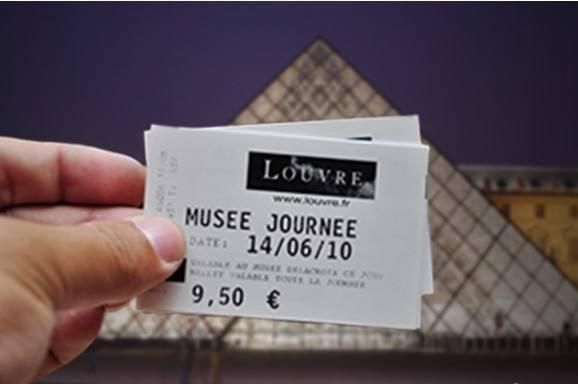 LOUVRE
www.louvre.fr
MUSEE JOURNEE
DATE: 14/06/10
VALABLE AU MUSEE DELACROIX CE JOUR
BILLET VALABLE TOUTE LA JOURNEE
9,50 €